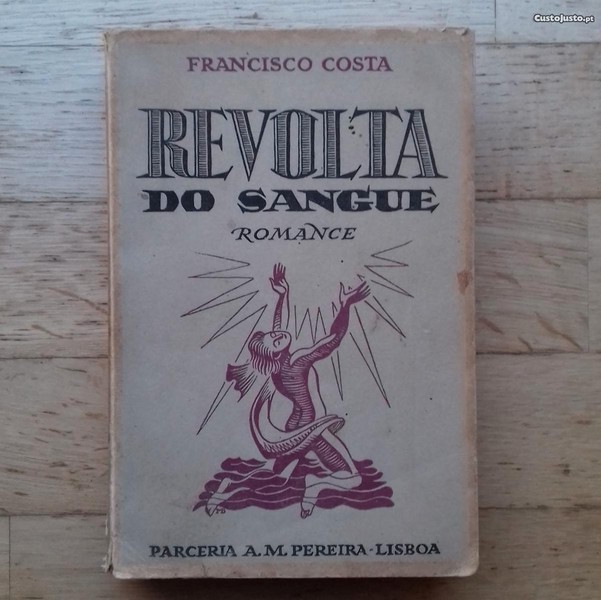 CustoJusto.pt
FRANCISCO COSTA
REVOLTA
DO SANGUE
ROMANCE
PARCERIA A. M. PEREIRA - LISBOA